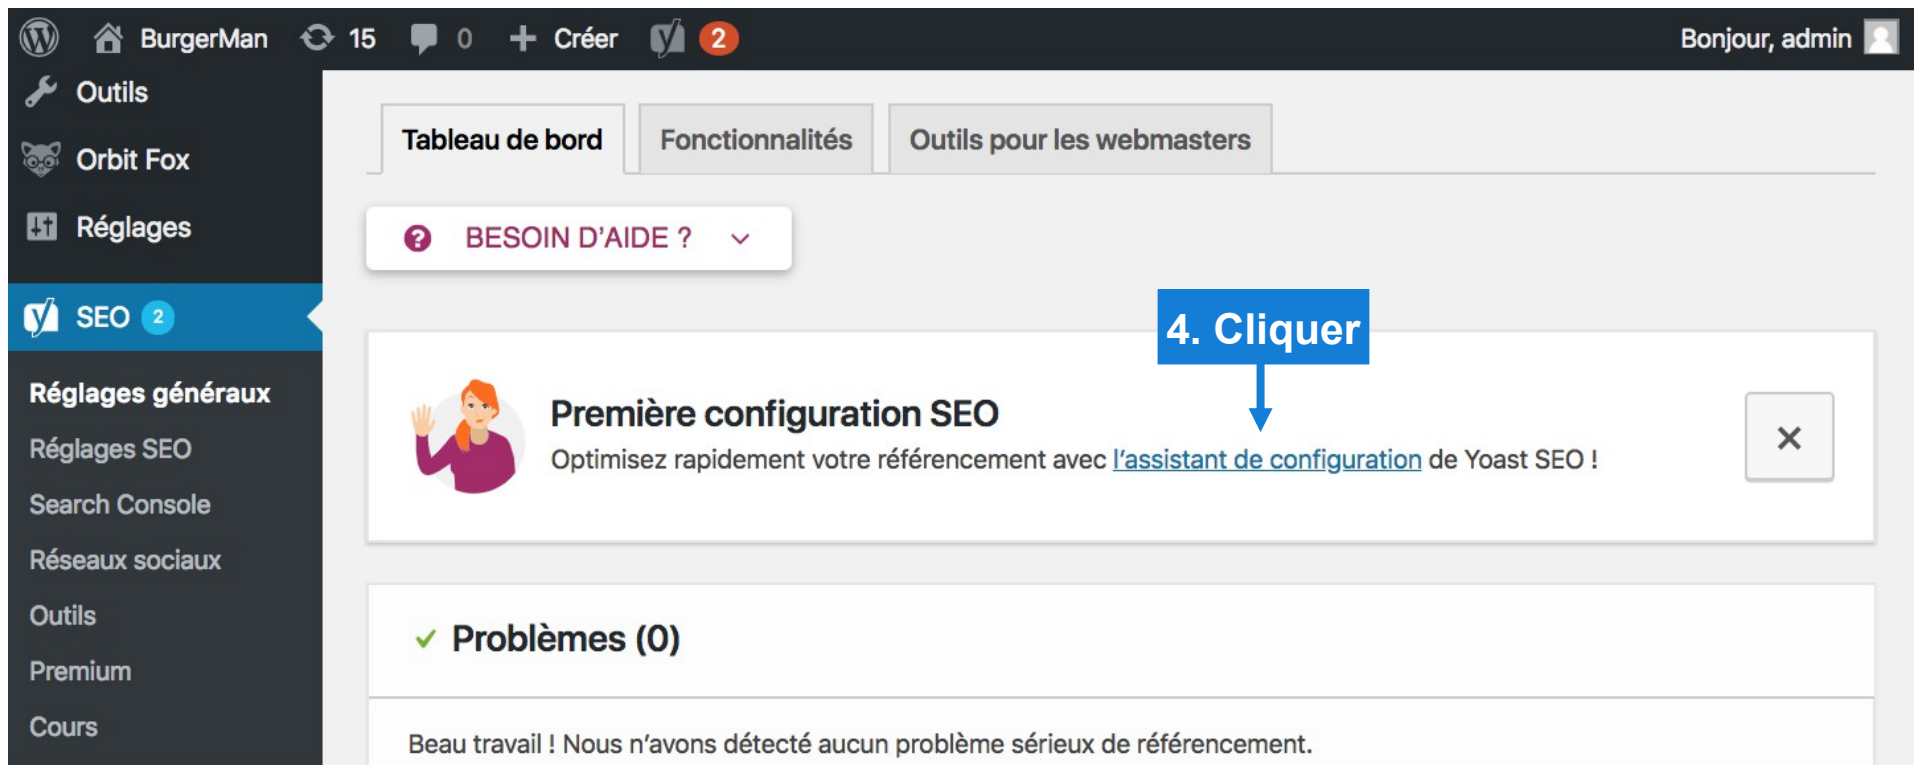 BurgerMan 15 0 Créer 2 Bonjour, admin
Outils
Orbit Fox
Réglages
SEO 2
Réglages généraux
Réglages SEO
Search Console
Réseaux sociaux
Outils
Premium
Cours
Tableau de bord Fonctionnalités Outils pour les webmasters
BESOIN D'AIDE ?
4. Cliquer
Première configuration SEO
Optimisez rapidement votre référencement avec l'assistant de configuration de Yoast SEO !
Problèmes (0)
Beau travail ! Nous n'avons détecté aucun problème sérieux de référencement.